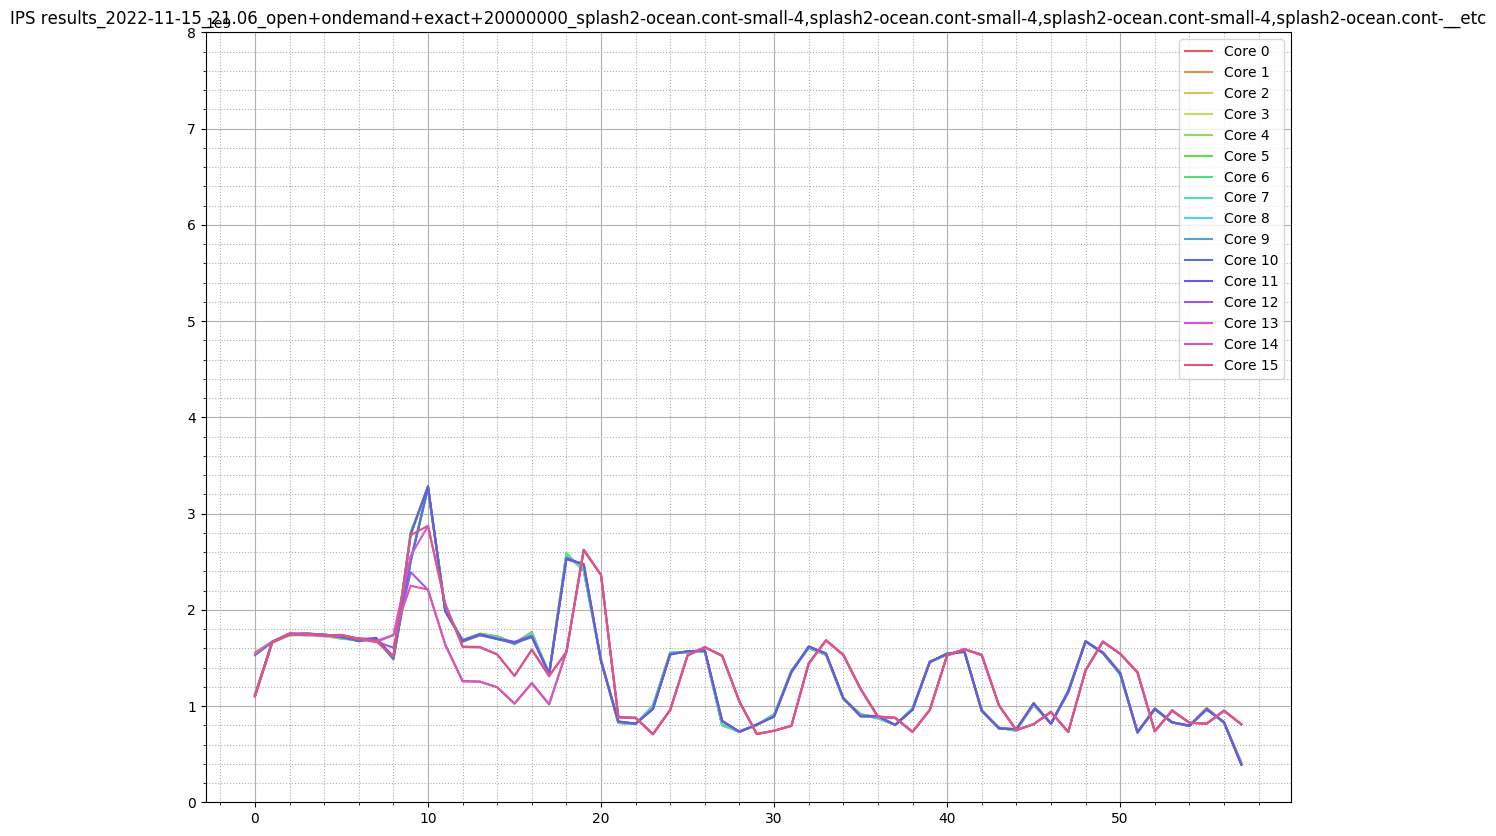 IPS results_2022-11-15_21.06_open+ondemand+exact+20000000_splash2-ocean.cont-small-4,splash2-ocean.cont-small-4,splash2-ocean.cont-small-4,splash2-ocean.cont-__etc
1e9
8
7
6
5
4
3
2
1
0
0 10 20 30 40 50
Core 0
Core 1
Core 2
Core 3
Core 4
Core 5
Core 6
Core 7
Core 8
Core 9
Core 10
Core 11
Core 12
Core 13
Core 14
Core 15